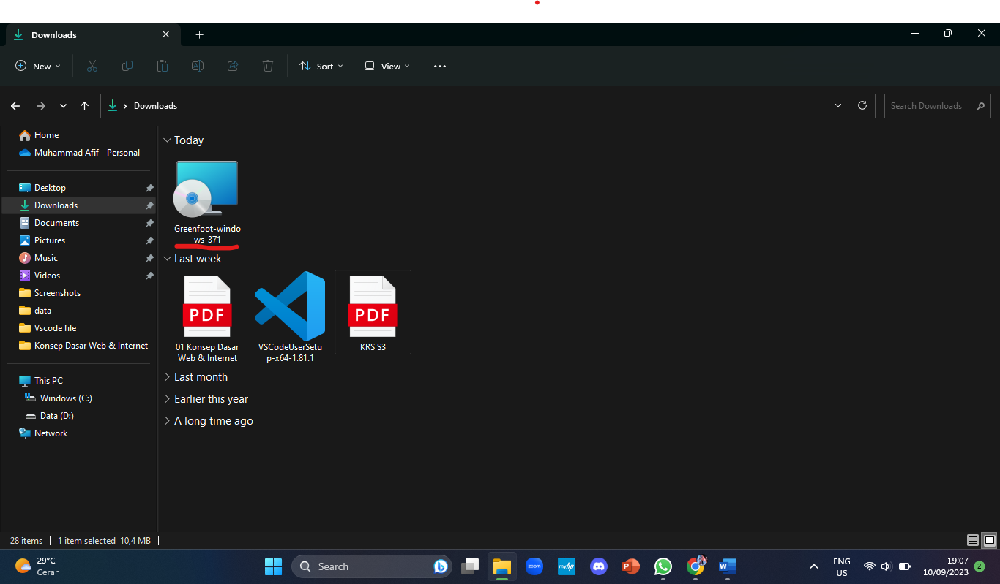 Downloads
New
Sort
View
Downloads
Search Downloads
Home
Muhammad Afif - Personal
Desktop
Downloads
Documents
Pictures
Music
Videos
Screenshots
data
Vscode file
Konsep Dasar Web & Internet
This PC
Windows (C:)
Data (D:)
Network
Today
Greenfoot-windo
ws-371
Last week
PDF
01 Konsep Dasar
Web & Internet
VSCodeUserSetu
p-x64-1.81.1
PDF
KRS S3
Last month
Earlier this year
A long time ago
28 items
1 item selected 10,4 MB
29°C
Cerah
Search
zoom
myhp
P
W
ENG
US
19:07
10/09/2023
2